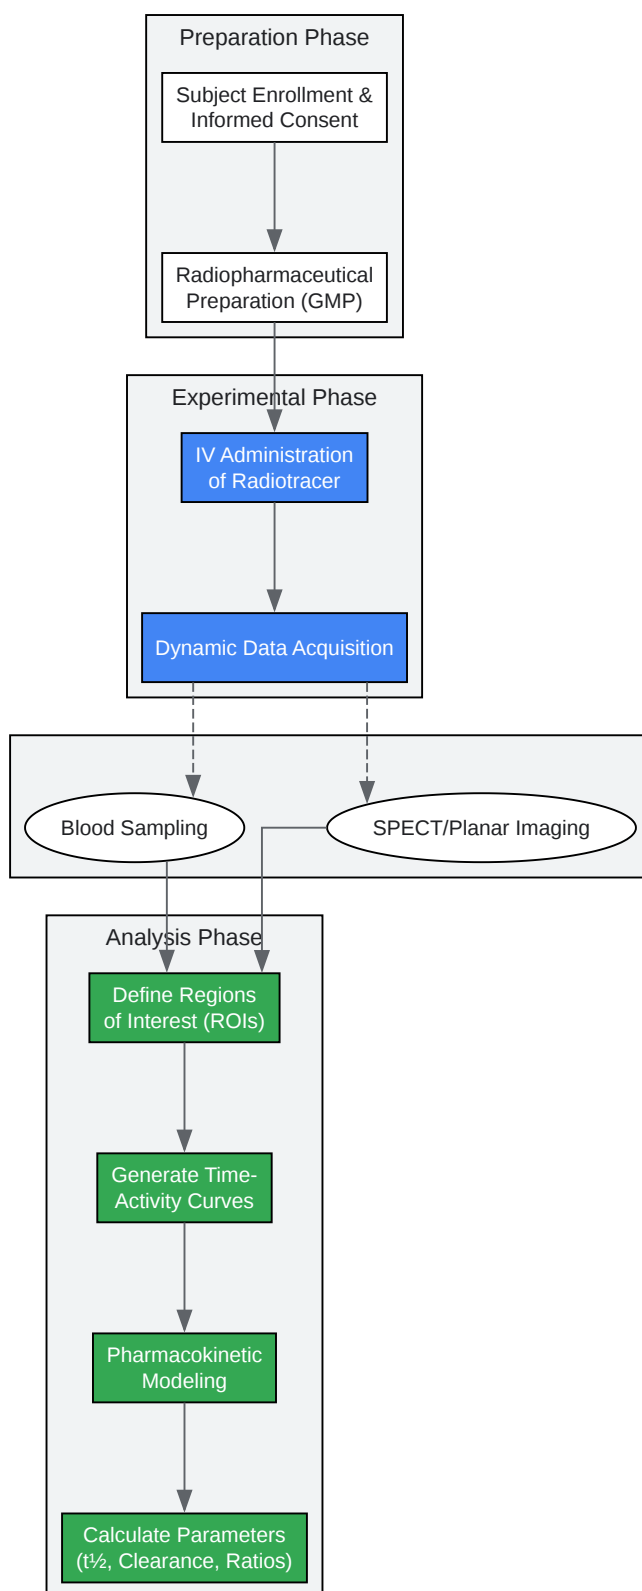 Preparation Phase
Subject Enrollment &
Informed Consent
Radiopharmaceutical
Preparation (GMP)
Experimental Phase
IV Administration
of Radiotracer
Dynamic Data Acquisition
Blood Sampling
SPECT/Planar Imaging
Analysis Phase
Define Regions
of Interest (ROIs)
Generate Time-
Activity Curves
Pharmacokinetic
Modeling
Calculate Parameters
(t½, Clearance, Ratios)